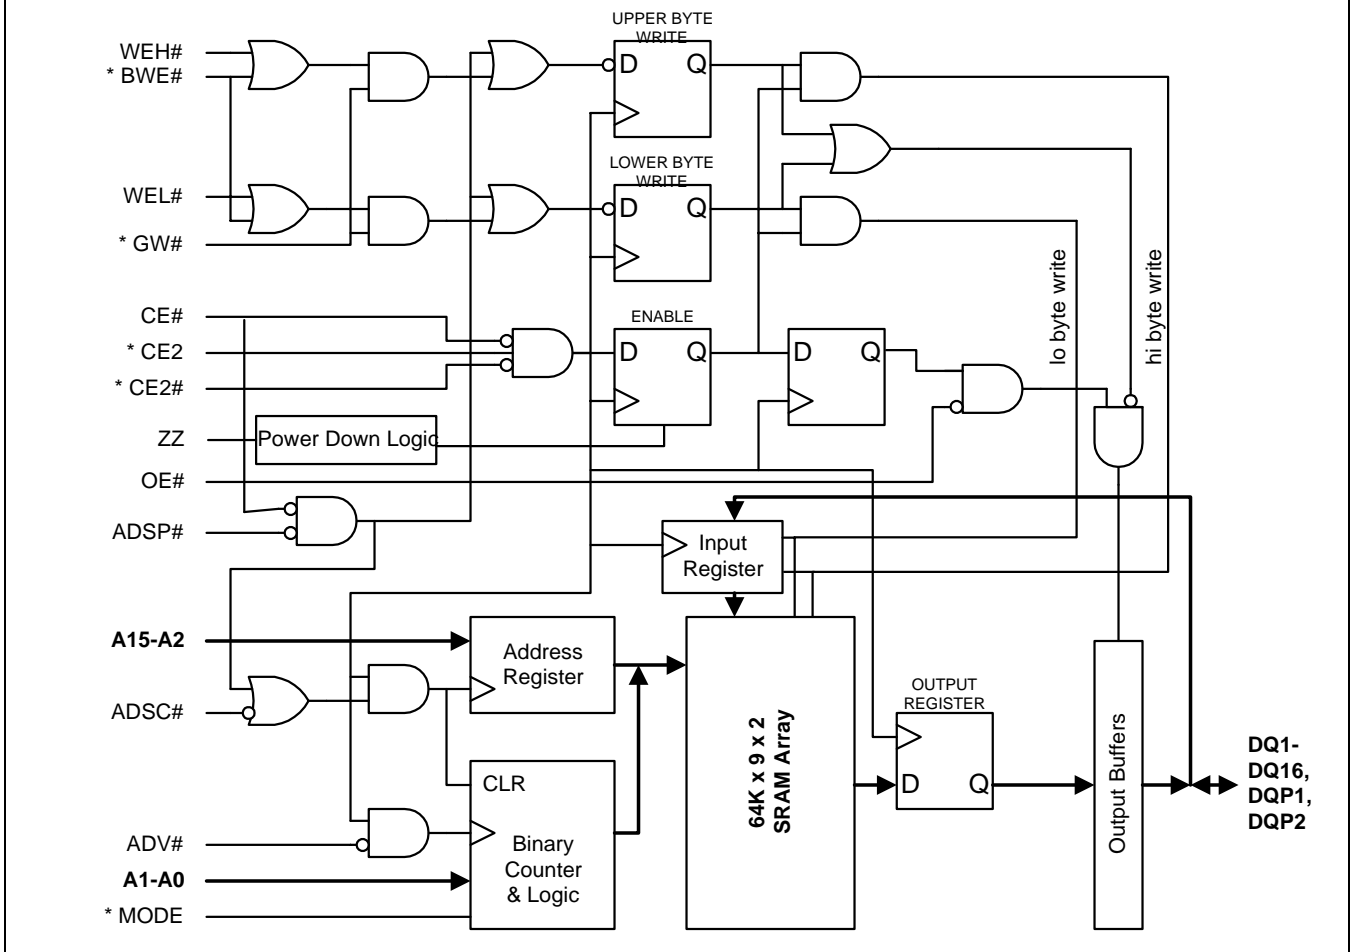 UPPER BYTE
WRITE
WEH#
* BWE#
D Q
LOWER BYTE
WRITE
WEL#
D Q
* GW#
lo byte write
hi byte write
CE#
ENABLE
* CE2
D Q
D Q
* CE2#
ZZ
Power Down Logic
OE#
ADSP#
Input
Register
A15-A2
Address
Register
ADSC#
OUTPUT
REGISTER
64K x 9 x 2
SRAM Array
D Q
Output Buffers
DQ1-
DQ16,
DQP1,
DQP2
CLR
ADV#
Binary
Counter
& Logic
A1-A0
* MODE